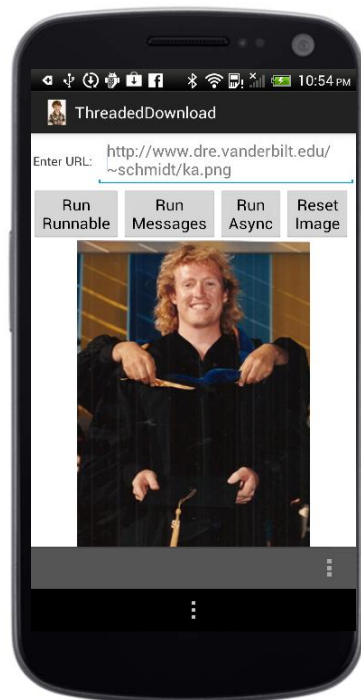 10:54 PM
ThreadedDownload
Enter URL:
http://www.dre.vanderbilt.edu/
~schmidt/ka.png
Run
Runnable
Run
Messages
Run
Async
Reset
Image